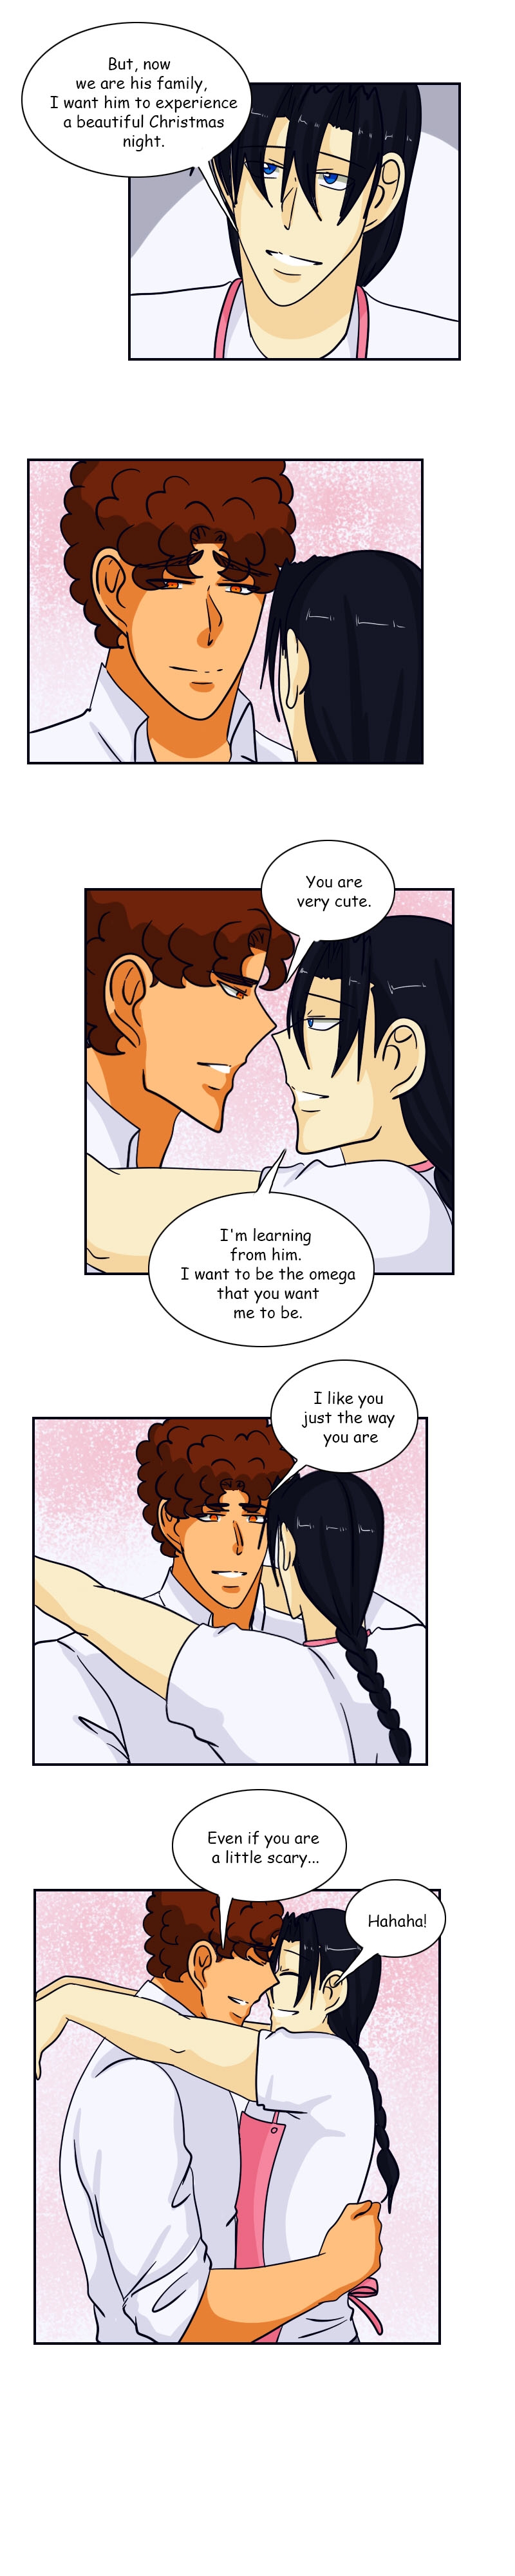 But, now
we are his family,
I want him to experience
a beautiful Christmas
night.
You are
very cute.
I'm learning
from him.
I want to be the omega
that you want
me to be.
I like you
just the way
you are
Even if you are
a little scary...
Hahaha!